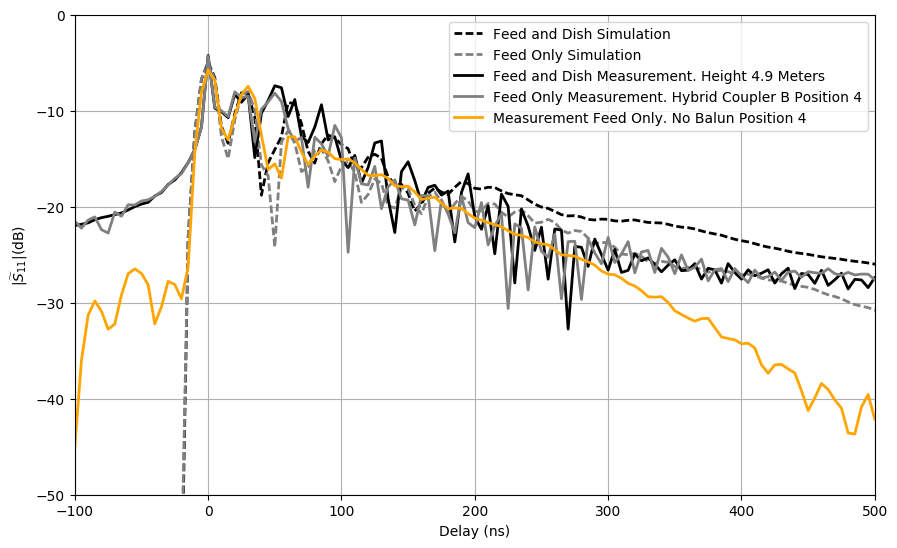 Feed and Dish Simulation
Feed Only Simulation
Feed and Dish Measurement. Height 4.9 Meters
Feed Only Measurement. Hybrid Coupler B Position 4
Measurement Feed Only. No Balun Position 4
|S̃₁₁|(dB)
0
−10
−20
−30
−40
−50
−100 0 100 200 300 400 500
Delay (ns)